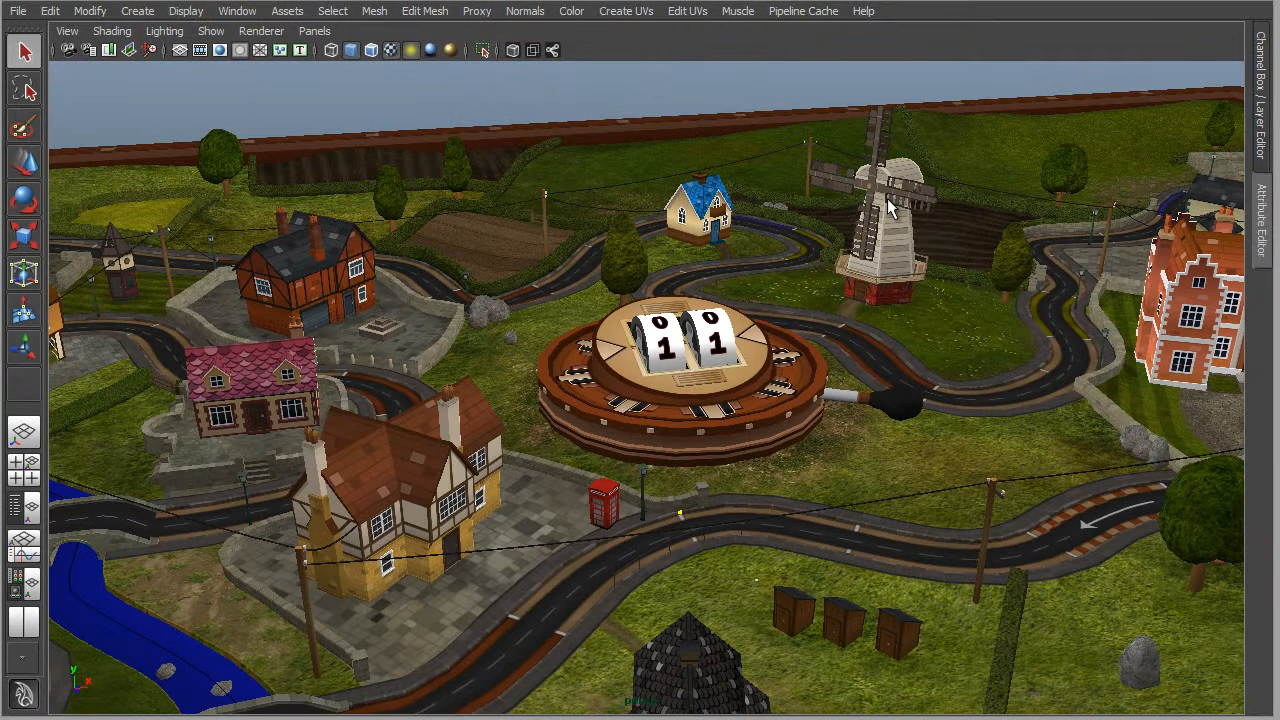 File Edit Modify Create Display Window Assets Select Mesh Edit Mesh Proxy Normals Color Create UVs Edit UVs Muscle Pipeline Cache Help
View Shading Lighting Show Renderer Panels
T
Channel Box / Layer Editor
Attribute Editor
0 0
1 1
y
x
persp